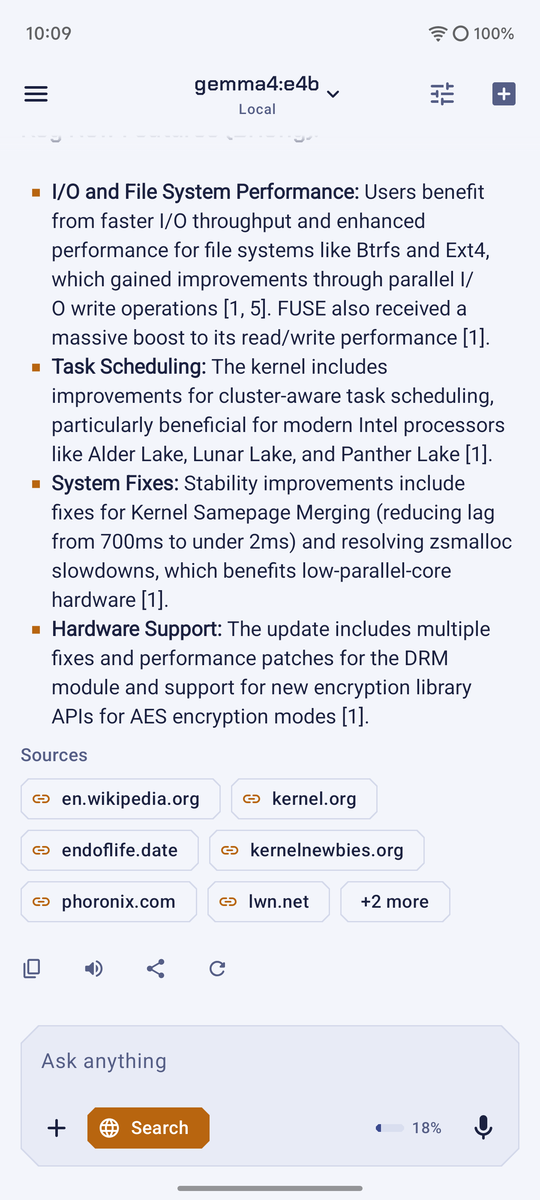 10:09
100%
gemma4:e4b
Local
I/O and File System Performance: Users benefit
from faster I/O throughput and enhanced
performance for file systems like Btrfs and Ext4,
which gained improvements through parallel I/
O write operations [1, 5]. FUSE also received a
massive boost to its read/write performance [1].
Task Scheduling: The kernel includes
improvements for cluster-aware task scheduling,
particularly beneficial for modern Intel processors
like Alder Lake, Lunar Lake, and Panther Lake [1].
System Fixes: Stability improvements include
fixes for Kernel Samepage Merging (reducing lag
from 700ms to under 2ms) and resolving zsmalloc
slowdowns, which benefits low-parallel-core
hardware [1].
Hardware Support: The update includes multiple
fixes and performance patches for the DRM
module and support for new encryption library
APIs for AES encryption modes [1].
Sources
en.wikipedia.org
kernel.org
endoflife.date
kernelnewbies.org
phoronix.com
lwn.net
+2 more
Ask anything
Search
18%